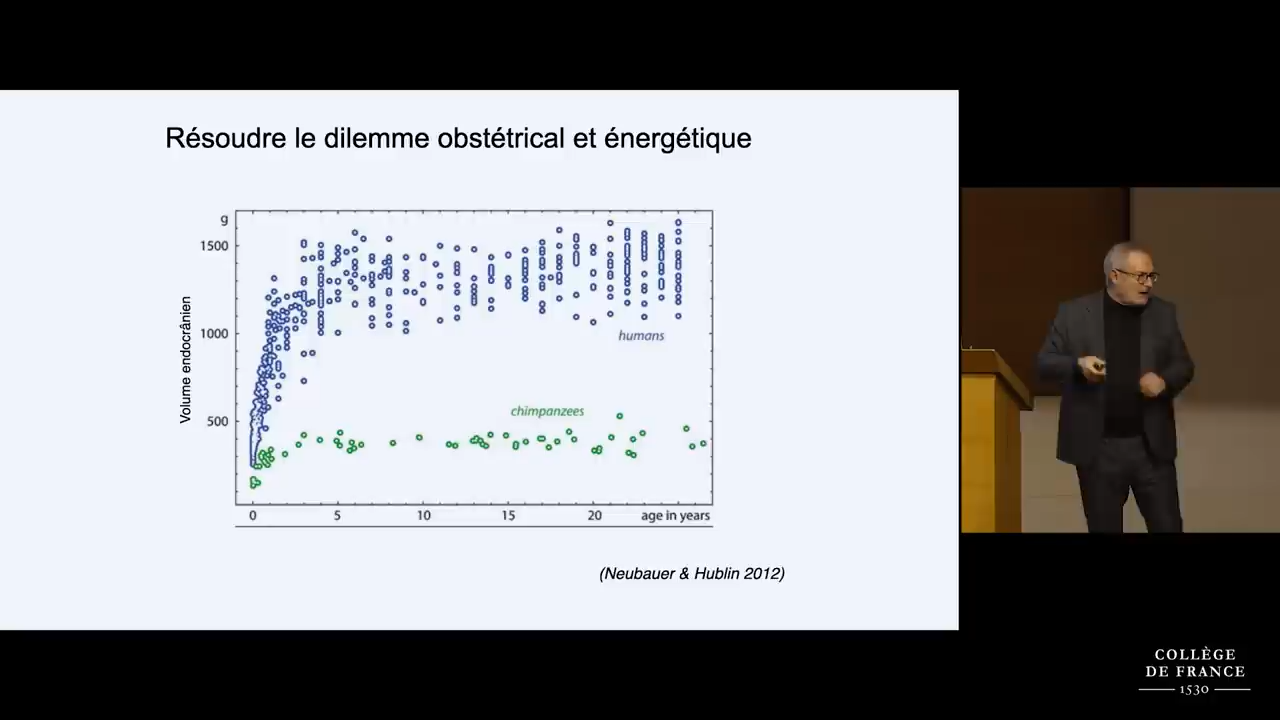 Résoudre le dilemme obstétrical et énergétique
g
1500
1000
500
Volume endocrânien
humans
chimpanzees
0 5 10 15 20 age in years
(Neubauer & Hublin 2012)
COLLÈGE
DE FRANCE
1530